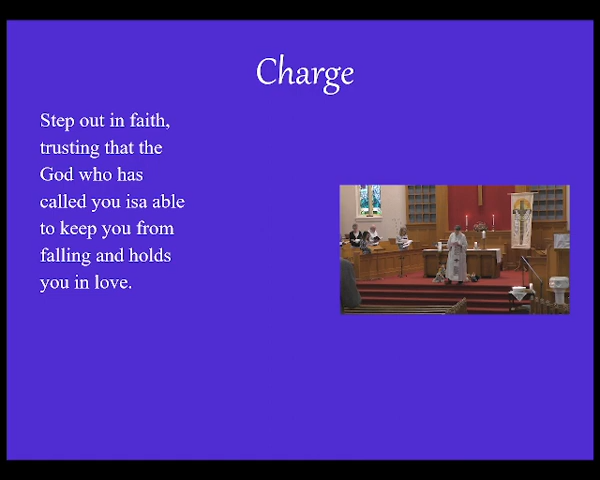 Charge
Step out in faith,
trusting that the
God who has
called you isa able
to keep you from
falling and holds
you in love.